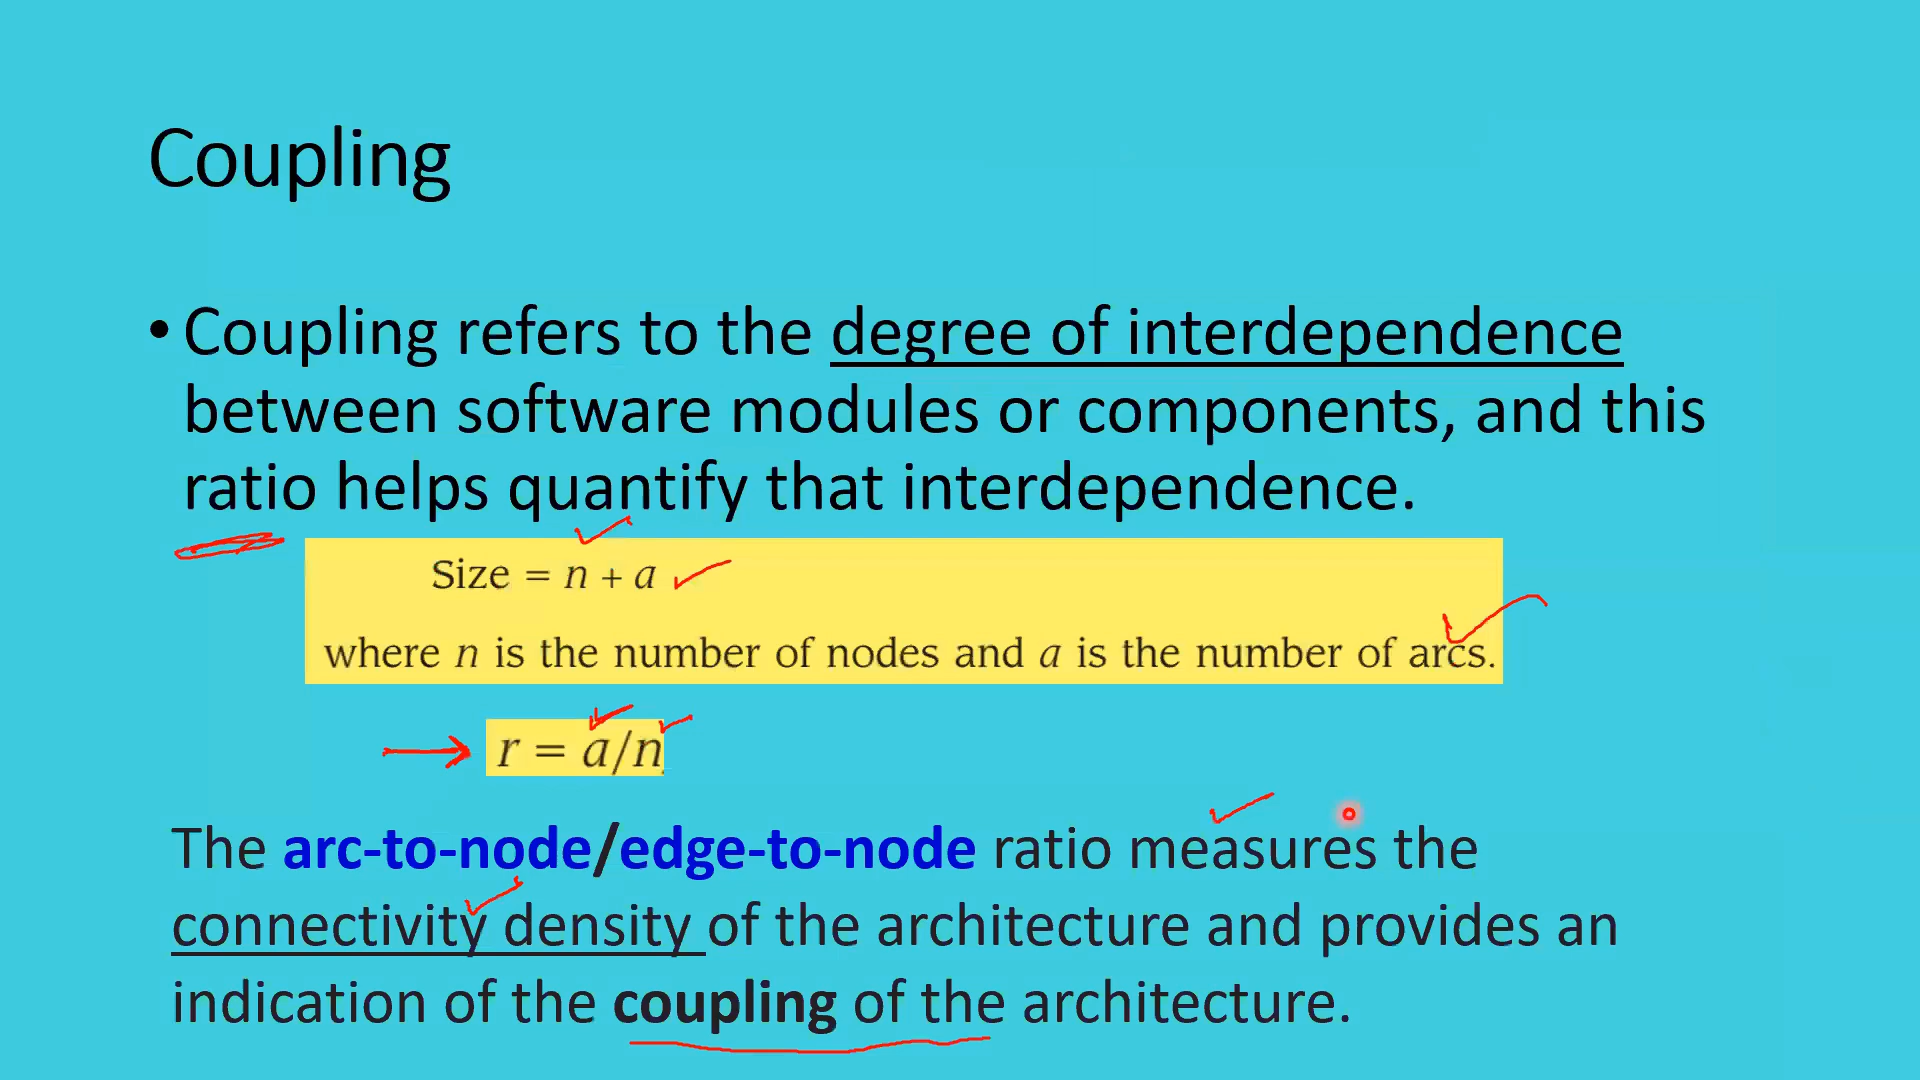 Coupling
• Coupling refers to the degree of interdependence
between software modules or components, and this
ratio helps quantify that interdependence.
Size = n + a
where n is the number of nodes and a is the number of arcs.
r = a/n
The arc-to-node/edge-to-node ratio measures the
connectivity density of the architecture and provides an
indication of the coupling of the architecture.